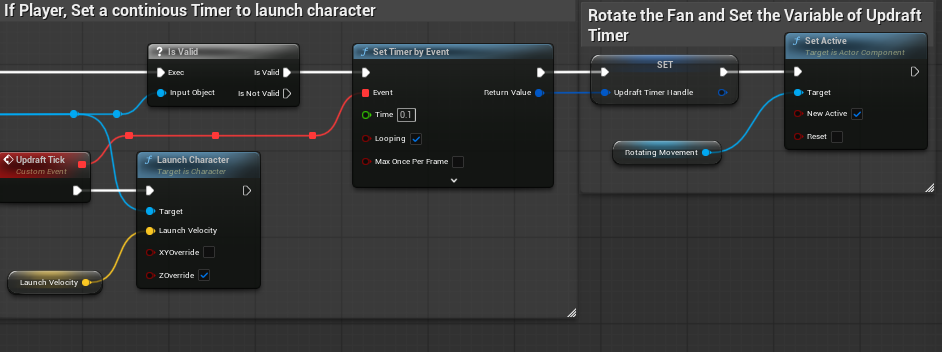 If Player, Set a continious Timer to launch character
Is Valid
Exec
Is Valid
Input Object
Is Not Valid
Updraft Tick
Custom Event
Launch Character
Target is Character
Target
Launch Velocity
XYOverride
ZOverride
Launch Velocity
Set Timer by Event
Event
Return Value
Time 0.1
Looping
Max Once Per Frame
Rotate the Fan and Set the Variable of Updraft
Timer
SET
Updraft Timer Handle
Rotating Movement
Set Active
Target is Actor Component
Target
New Active
Reset